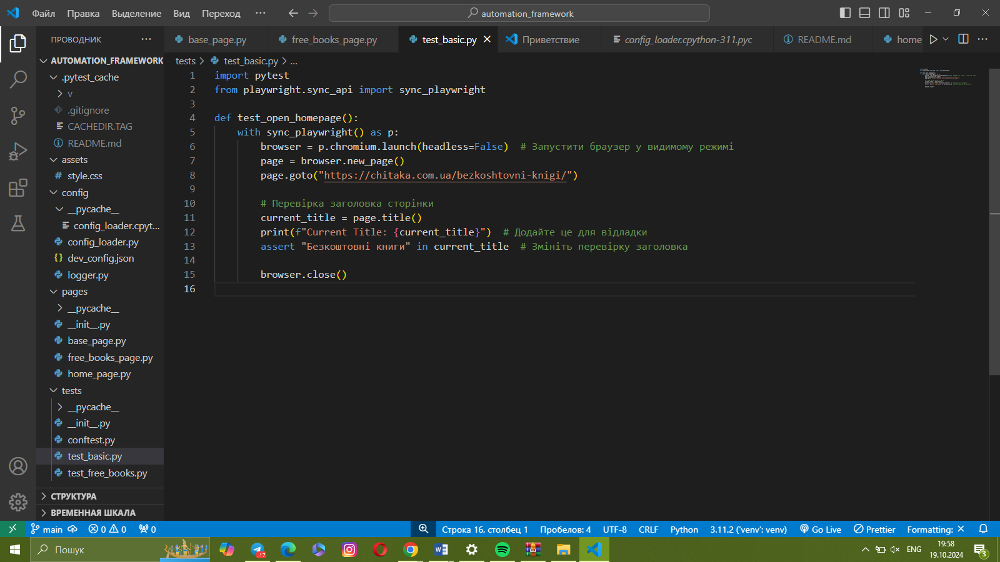 Файл Правка Выделение Вид Переход ··· automation_framework
ПРОВОДНИК ···
base_page.py free_books_page.py test_basic.py Приветствие config_loader.cpython-311.pyc README.md home_
AUTOMATION_FRAMEWORK
tests > test_basic.py > ...
.pytest_cache
v
.gitignore
CACHEDIR.TAG
README.md
assets
style.css
config
__pycache__
config_loader.cpyt...
config_loader.py
dev_config.json
logger.py
pages
__pycache__
__init__.py
base_page.py
free_books_page.py
home_page.py
tests
__pycache__
__init__.py
conftest.py
test_basic.py
test_free_books.py
СТРУКТУРА
ВРЕМЕННАЯ ШКАЛА
1 import pytest
2 from playwright.sync_api import sync_playwright
3
4 def test_open_homepage():
5 with sync_playwright() as p:
6 browser = p.chromium.launch(headless=False) # Запустити браузер у видимому режимі
7 page = browser.new_page()
8 page.goto("https://chitaka.com.ua/bezkoshtovni-knigi/")
9
10 # Перевірка заголовка сторінки
11 current_title = page.title()
12 print(f"Current Title: {current_title}") # Додайте це для відладки
13 assert "Безкоштовні книги" in current_title # Змініть перевірку заголовка
14
15 browser.close()
16
main 0 0 0 Строка 16, столбец 1 Пробелов: 4 UTF-8 CRLF Python 3.11.2 ('venv': venv) Go Live Prettier Formatting: ✕
Пошук .17 ENG 19:58
19.10.2024 3